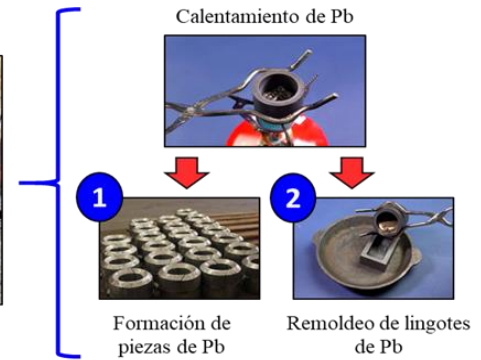 Calentamiento de Pb
1
2
Formación de
piezas de Pb
Remoldeo de lingotes
de Pb